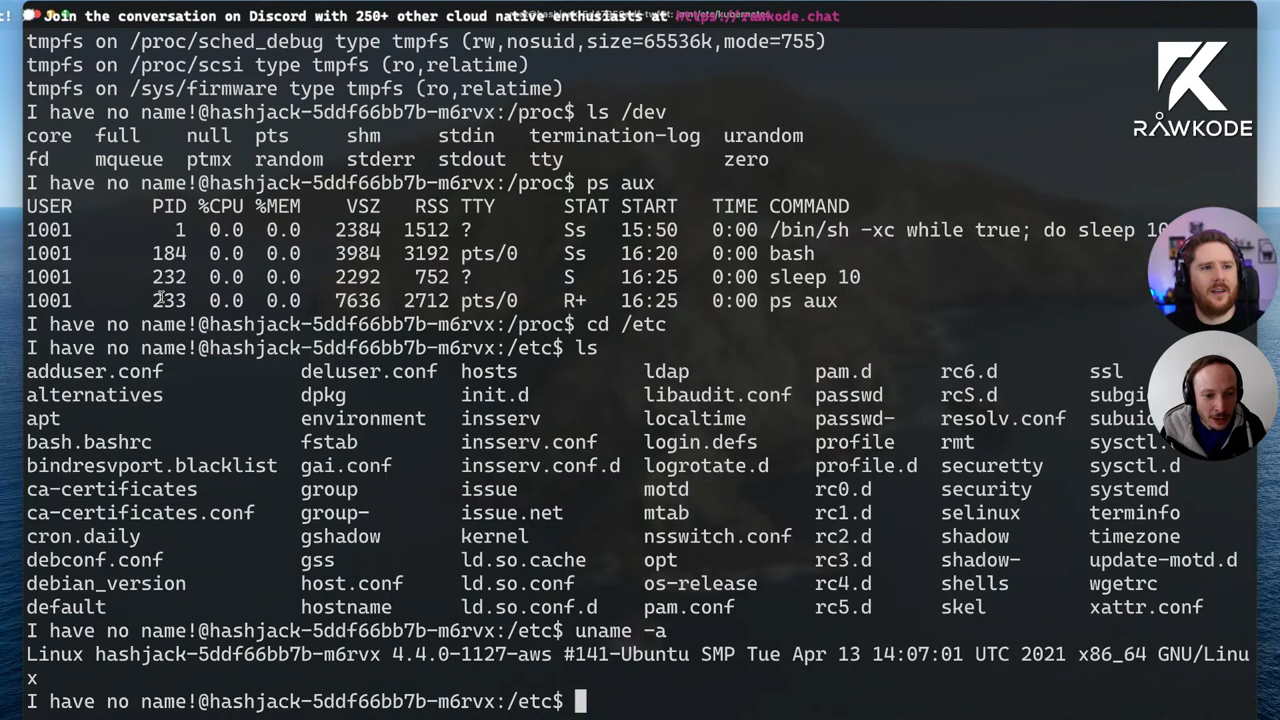 t! Join the conversation on Discord with 250+ other cloud native enthusiasts at https://rawkode.chat
tmpfs on /proc/sched_debug type tmpfs (rw,nosuid,size=65536k,mode=755)
tmpfs on /proc/scsi type tmpfs (ro,relatime)
tmpfs on /sys/firmware type tmpfs (ro,relatime)
I have no name!@hashjack-5ddf66bb7b-m6rvx:/proc$ ls /dev
core full null pts shm stdin termination-log urandom
fd mqueue ptmx random stderr stdout tty zero
I have no name!@hashjack-5ddf66bb7b-m6rvx:/proc$ ps aux
USER PID %CPU %MEM VSZ RSS TTY STAT START TIME COMMAND
1001 1 0.0 0.0 2384 1512 ? Ss 15:50 0:00 /bin/sh -xc while true; do sleep 10
1001 184 0.0 0.0 3984 3192 pts/0 Ss 16:20 0:00 bash
1001 232 0.0 0.0 2292 752 ? S 16:25 0:00 sleep 10
1001 233 0.0 0.0 7636 2712 pts/0 R+ 16:25 0:00 ps aux
I have no name!@hashjack-5ddf66bb7b-m6rvx:/proc$ cd /etc
I have no name!@hashjack-5ddf66bb7b-m6rvx:/etc$ ls
adduser.conf deluser.conf hosts ldap pam.d rc6.d ssl
alternatives dpkg init.d libaudit.conf passwd rcS.d subgi
apt environment insserv localtime passwd- resolv.conf subui
bash.bashrc fstab insserv.conf login.defs profile rmt sysctl.
bindresvport.blacklist gai.conf insserv.conf.d logrotate.d profile.d securetty sysctl.d
ca-certificates group issue motd rc0.d security systemd
ca-certificates.conf group- issue.net mtab rc1.d selinux terminfo
cron.daily gshadow kernel nsswitch.conf rc2.d shadow timezone
debconf.conf gss ld.so.cache opt rc3.d shadow- update-motd.d
debian_version host.conf ld.so.conf os-release rc4.d shells wgetrc
default hostname ld.so.conf.d pam.conf rc5.d skel xattr.conf
I have no name!@hashjack-5ddf66bb7b-m6rvx:/etc$ uname -a
Linux hashjack-5ddf66bb7b-m6rvx 4.4.0-1127-aws #141-Ubuntu SMP Tue Apr 13 14:07:01 UTC 2021 x86_64 GNU/Linu
x
I have no name!@hashjack-5ddf66bb7b-m6rvx:/etc$
RAWKODE